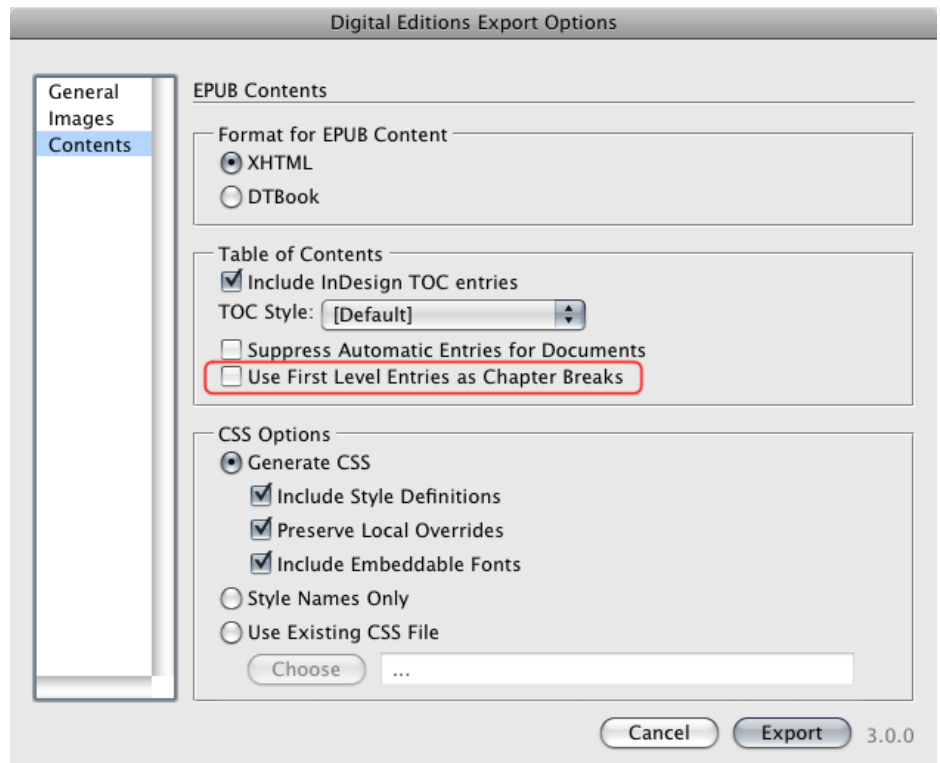 Digital Editions Export Options
General
Images
Contents
EPUB Contents
Format for EPUB Content
XHTML
DTBook
Table of Contents
Include InDesign TOC entries
TOC Style: [Default]
Suppress Automatic Entries for Documents
Use First Level Entries as Chapter Breaks
CSS Options
Generate CSS
Include Style Definitions
Preserve Local Overrides
Include Embeddable Fonts
Style Names Only
Use Existing CSS File
Choose ...
Cancel Export 3.0.0